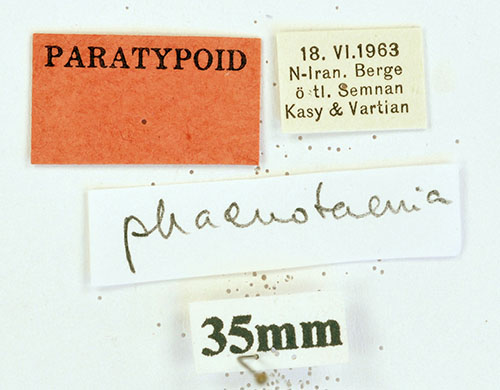 PARATYPOID
18. VI.1963
N-Iran. Berge
ö tl. Semnan
Kasy & Vartian
phaenotaenia
35mm